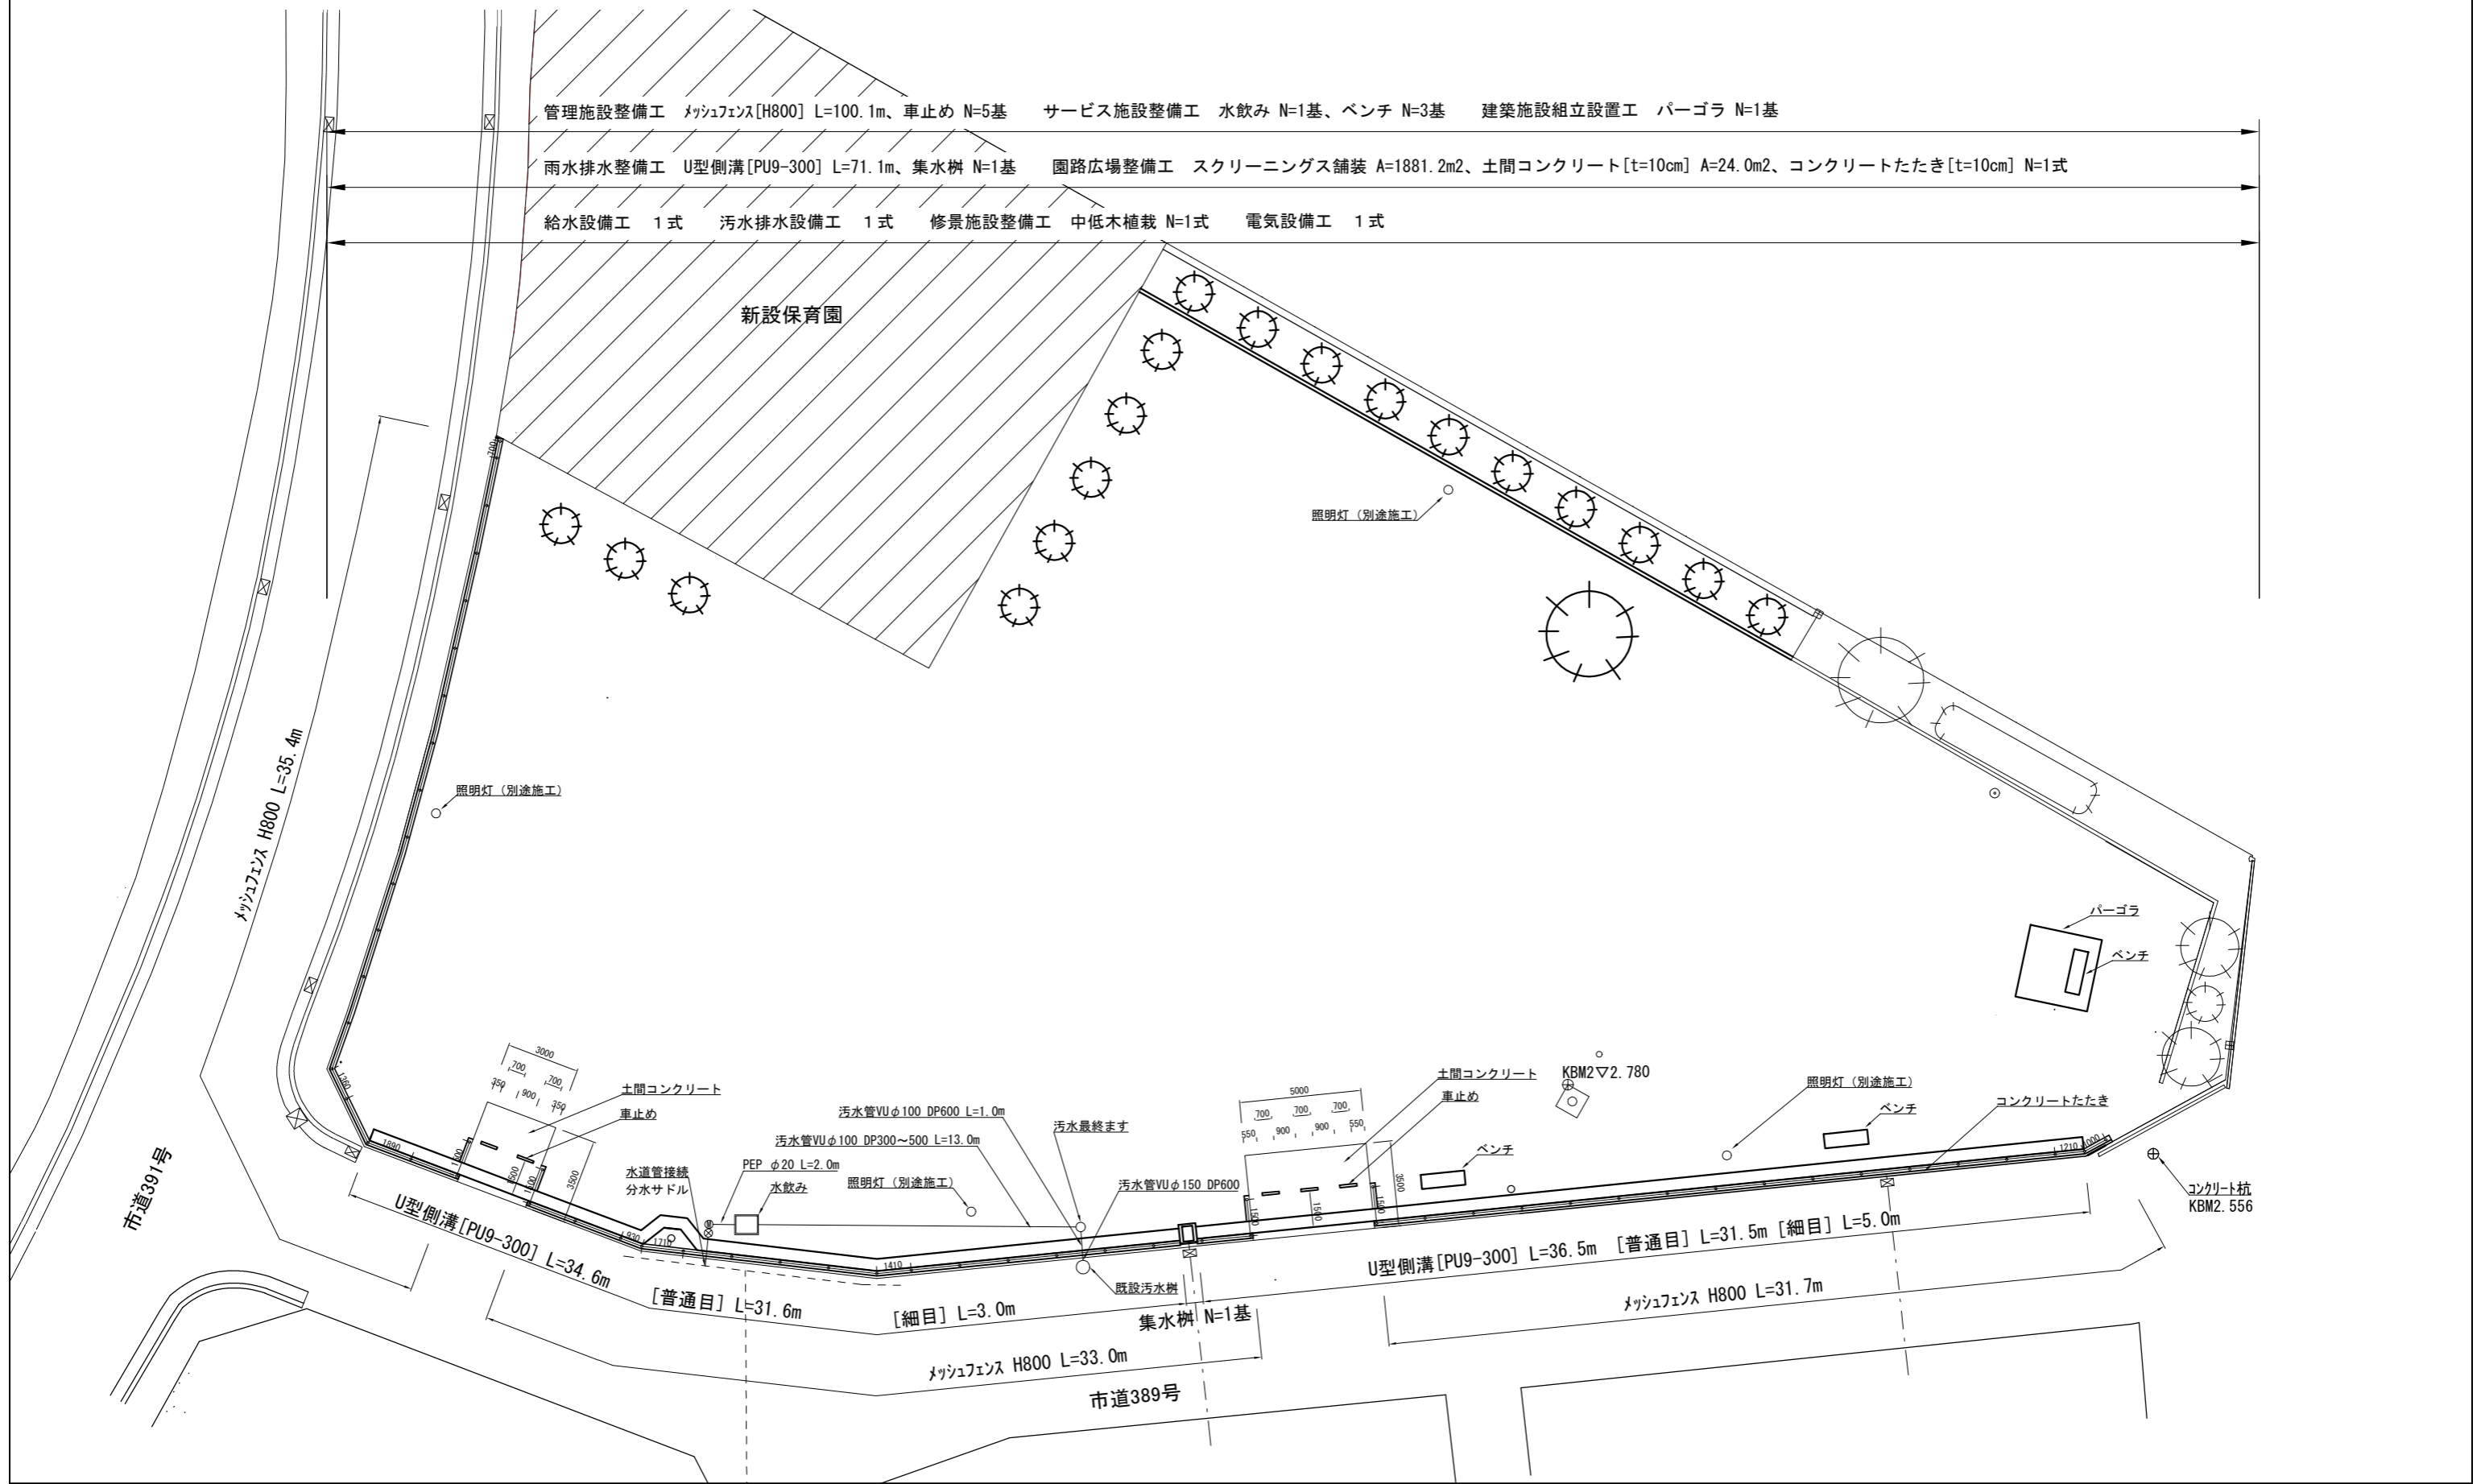 管理施設整備工　ﾒｯｼｭﾌｪﾝｽ[H800] L=100.1m、車止め N=5基　　サービス施設整備工　水飲み N=1基、ベンチ N=3基　　建築施設組立設置工　パーゴラ N=1基
雨水排水整備工　U型側溝[PU9-300] L=71.1m、集水桝 N=1基　　園路広場整備工　スクリーニングス舗装 A=1881.2m2、土間コンクリート[t=10cm] A=24.0m2、コンクリートたたき[t=10cm] N=1式
給水設備工　１式　　汚水排水設備工　１式　　修景施設整備工　中低木植栽 N=1式　　電気設備工　１式
新設保育園
700
照明灯（別途施工）
照明灯（別途施工）
ﾒｯｼｭﾌｪﾝｽ H800 L=35.4m
パーゴラ
ベンチ
市道391号
1360
1890
3000
700
700
350
900
350
土間コンクリート
車止め
1500
1500
1500
3500
930
1710
水道管接続
分水サドル
PEP φ20 L=2.0m
水飲み
M
汚水管VUφ100 DP600 L=1.0m
汚水管VUφ100 DP300～500 L=13.0m
照明灯（別途施工）
汚水最終ます
汚水管VUφ150 DP600
既設汚水桝
1410
5000
700
700
700
550
900
900
550
土間コンクリート
車止め
1500
1500
1500
3500
ベンチ
KBM2▽2.780
照明灯（別途施工）
ベンチ
コンクリートたたき
1210
1000
ｺﾝｸﾘｰﾄ杭
KBM2.556
U型側溝[PU9-300] L=34.6m
[普通目] L=31.6m
[細目] L=3.0m
集水桝 N=1基
U型側溝[PU9-300] L=36.5m　[普通目] L=31.5m [細目] L=5.0m
ﾒｯｼｭﾌｪﾝｽ H800 L=33.0m
ﾒｯｼｭﾌｪﾝｽ H800 L=31.7m
市道389号